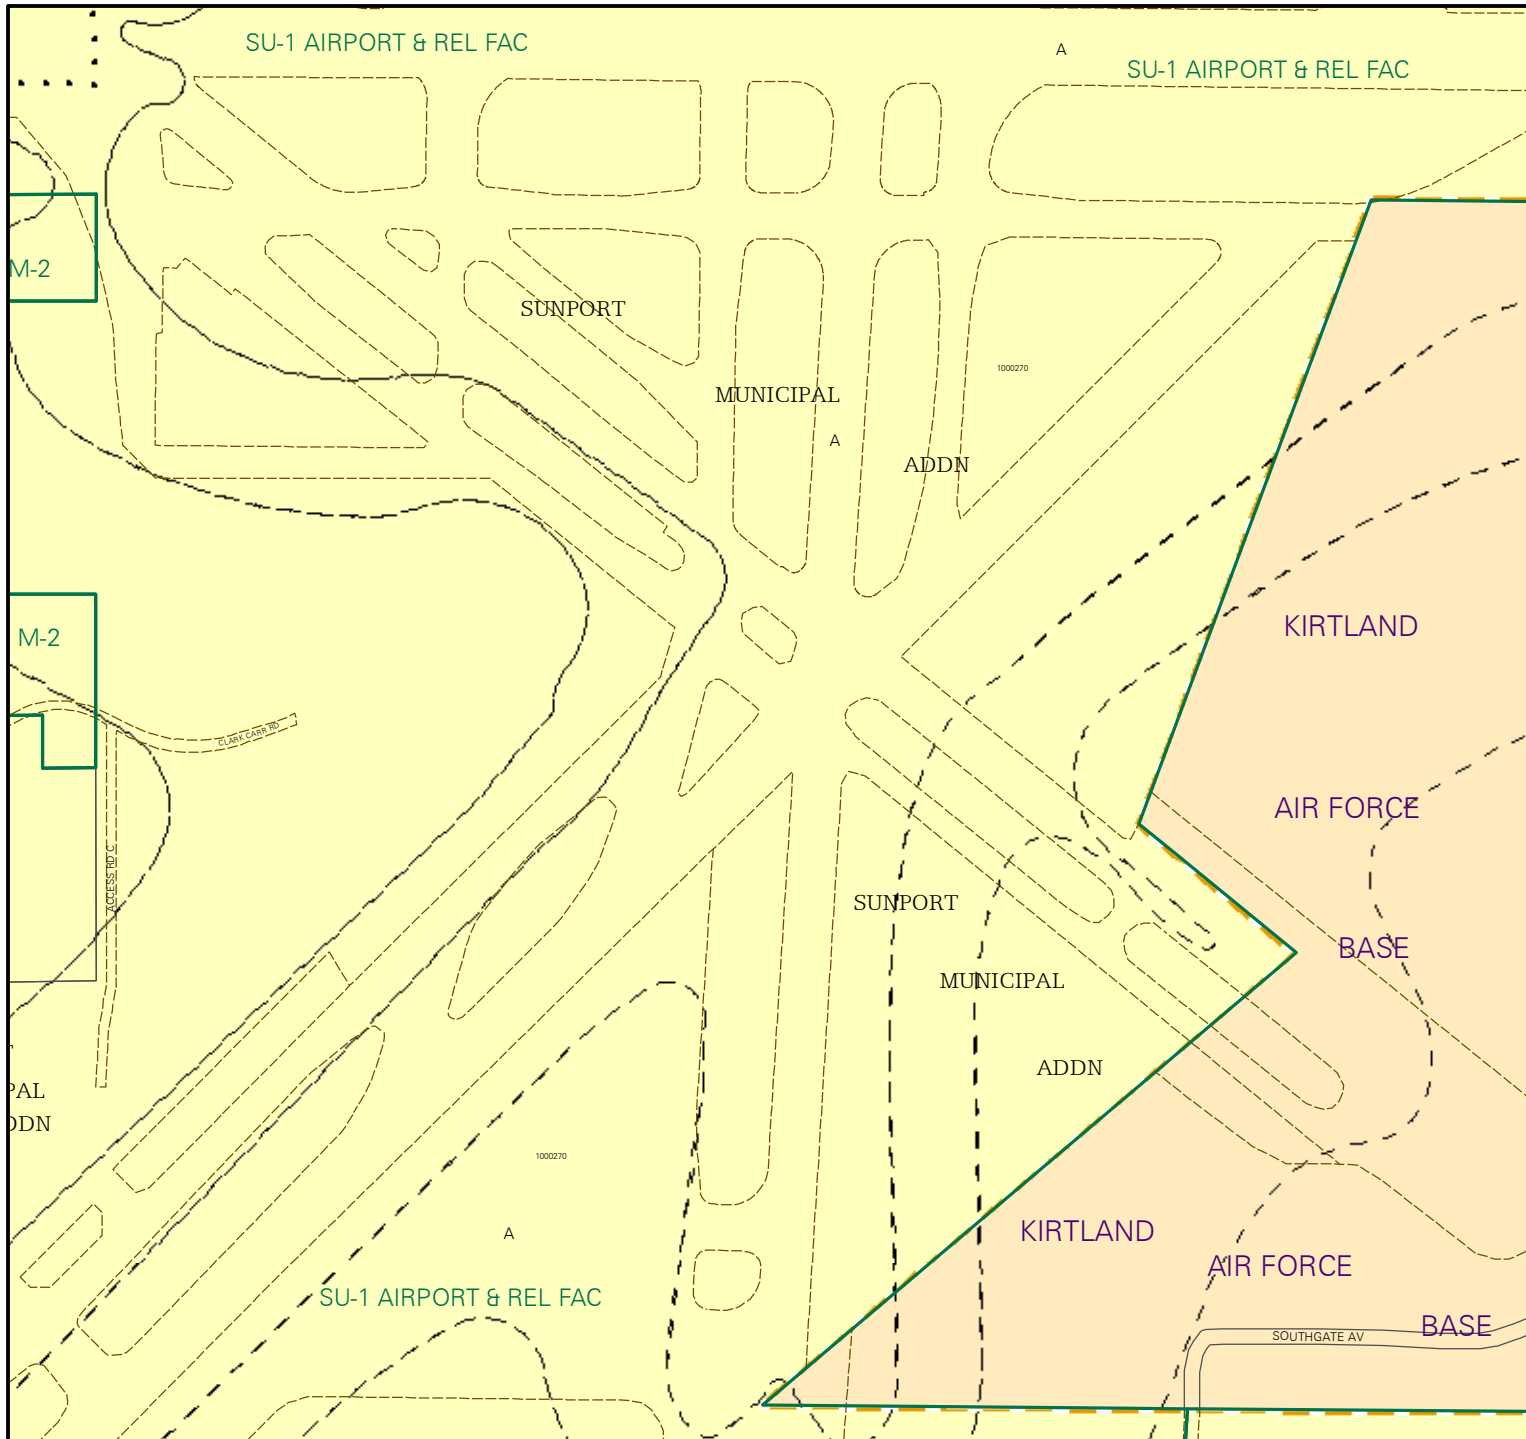 SU-1 AIRPORT & REL FAC
A
SU-1 AIRPORT & REL FAC
M-2
SUNPORT
1000270
MUNICIPAL
A
ADDN
KIRTLAND
M-2
CLARK CARR RD
AIR FORCE
ACCESS RD C
SUNPORT
BASE
MUNICIPAL
ADDN
PAL
DDN
1000270
A
KIRTLAND
AIR FORCE
SU-1 AIRPORT & REL FAC
BASE
SOUTHGATE AV